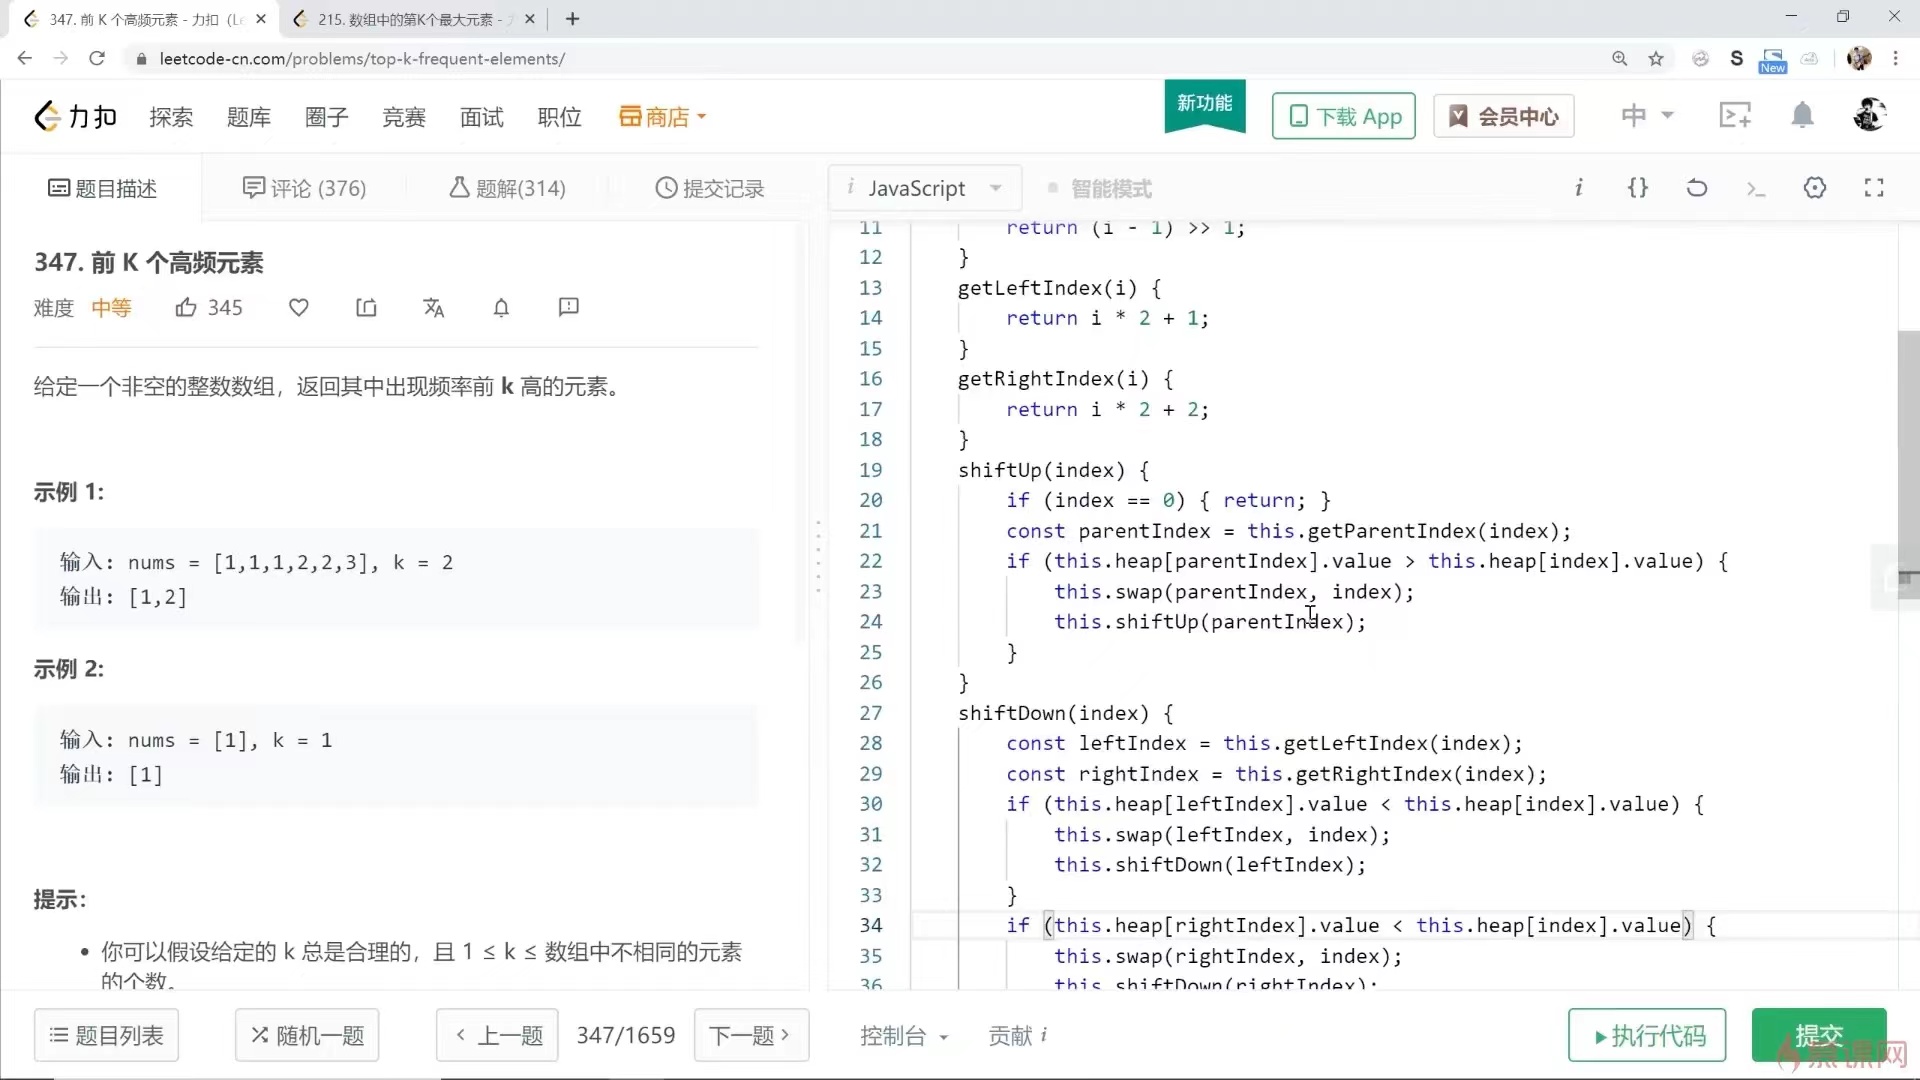 347. 前 K 个高频元素 - 力扣 (Le
215. 数组中的第K个最大元素 -
leetcode-cn.com/problems/top-k-frequent-elements/
S
New
力扣
探索
题库
圈子
竞赛
面试
职位
商店
新功能
下载 App
会员中心
中
题目描述
评论 (376)
题解(314)
提交记录
i JavaScript
智能模式
i {}
347. 前 K 个高频元素
难度 中等 345
给定一个非空的整数数组，返回其中出现频率前 k 高的元素。
示例 1:
输入: nums = [1,1,1,2,2,3], k = 2
输出: [1,2]
示例 2:
输入: nums = [1], k = 1
输出: [1]
提示：
• 你可以假设给定的 k 总是合理的，且 1 ≤ k ≤ 数组中不相同的元素
的个数。
11 return (i - 1) >> 1;
12 }
13 getLeftIndex(i) {
14 return i * 2 + 1;
15 }
16 getRightIndex(i) {
17 return i * 2 + 2;
18 }
19 shiftUp(index) {
20 if (index == 0) { return; }
21 const parentIndex = this.getParentIndex(index);
22 if (this.heap[parentIndex].value > this.heap[index].value) {
23 this.swap(parentIndex, index);
24 this.shiftUp(parentIndex);
25 }
26 }
27 shiftDown(index) {
28 const leftIndex = this.getLeftIndex(index);
29 const rightIndex = this.getRightIndex(index);
30 if (this.heap[leftIndex].value < this.heap[index].value) {
31 this.swap(leftIndex, index);
32 this.shiftDown(leftIndex);
33 }
34 if (this.heap[rightIndex].value < this.heap[index].value) {
35 this.swap(rightIndex, index);
36 this.shiftDown(rightIndex);
题目列表
随机一题
上一题
347/1659
下一题
控制台
贡献 i
执行代码
提交
慕课网